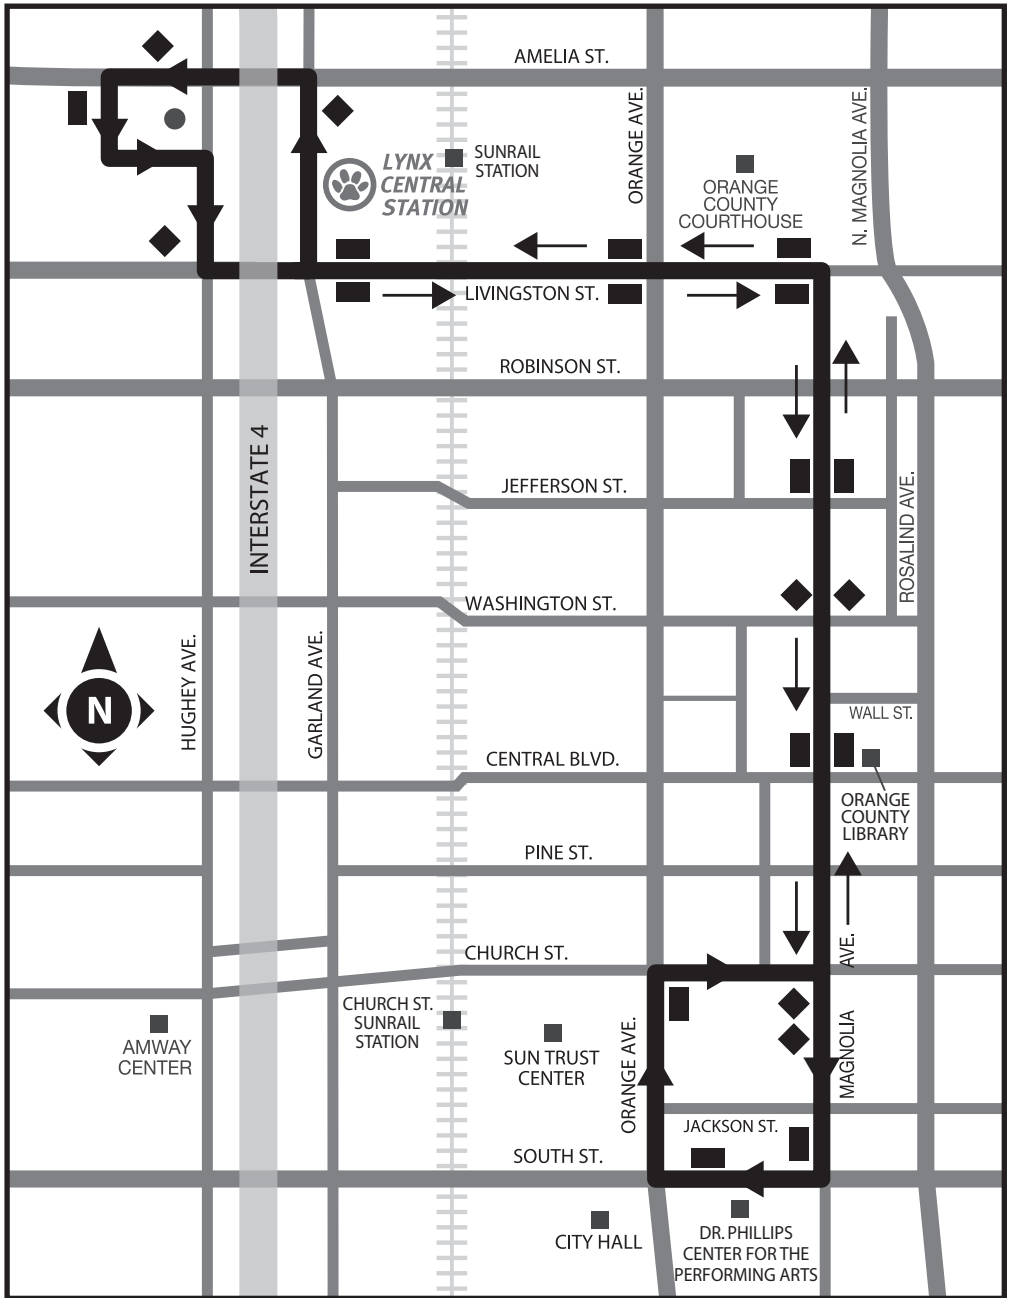 AMELIA ST.
ORANGE AVE.
N. MAGNOLIA AVE.
LYNX
CENTRAL
STATION
SUNRAIL
STATION
ORANGE
COUNTY
COURTHOUSE
LIVINGSTON ST.
ROBINSON ST.
INTERSTATE 4
JEFFERSON ST.
ROSALIND AVE.
WASHINGTON ST.
N
HUGHEY AVE.
GARLAND AVE.
WALL ST.
CENTRAL BLVD.
ORANGE
COUNTY
LIBRARY
PINE ST.
CHURCH ST.
MAGNOLIA AVE.
CHURCH ST.
SUNRAIL
STATION
AMWAY
CENTER
SUN TRUST
CENTER
ORANGE AVE.
JACKSON ST.
SOUTH ST.
CITY HALL
DR. PHILLIPS
CENTER FOR THE
PERFORMING ARTS